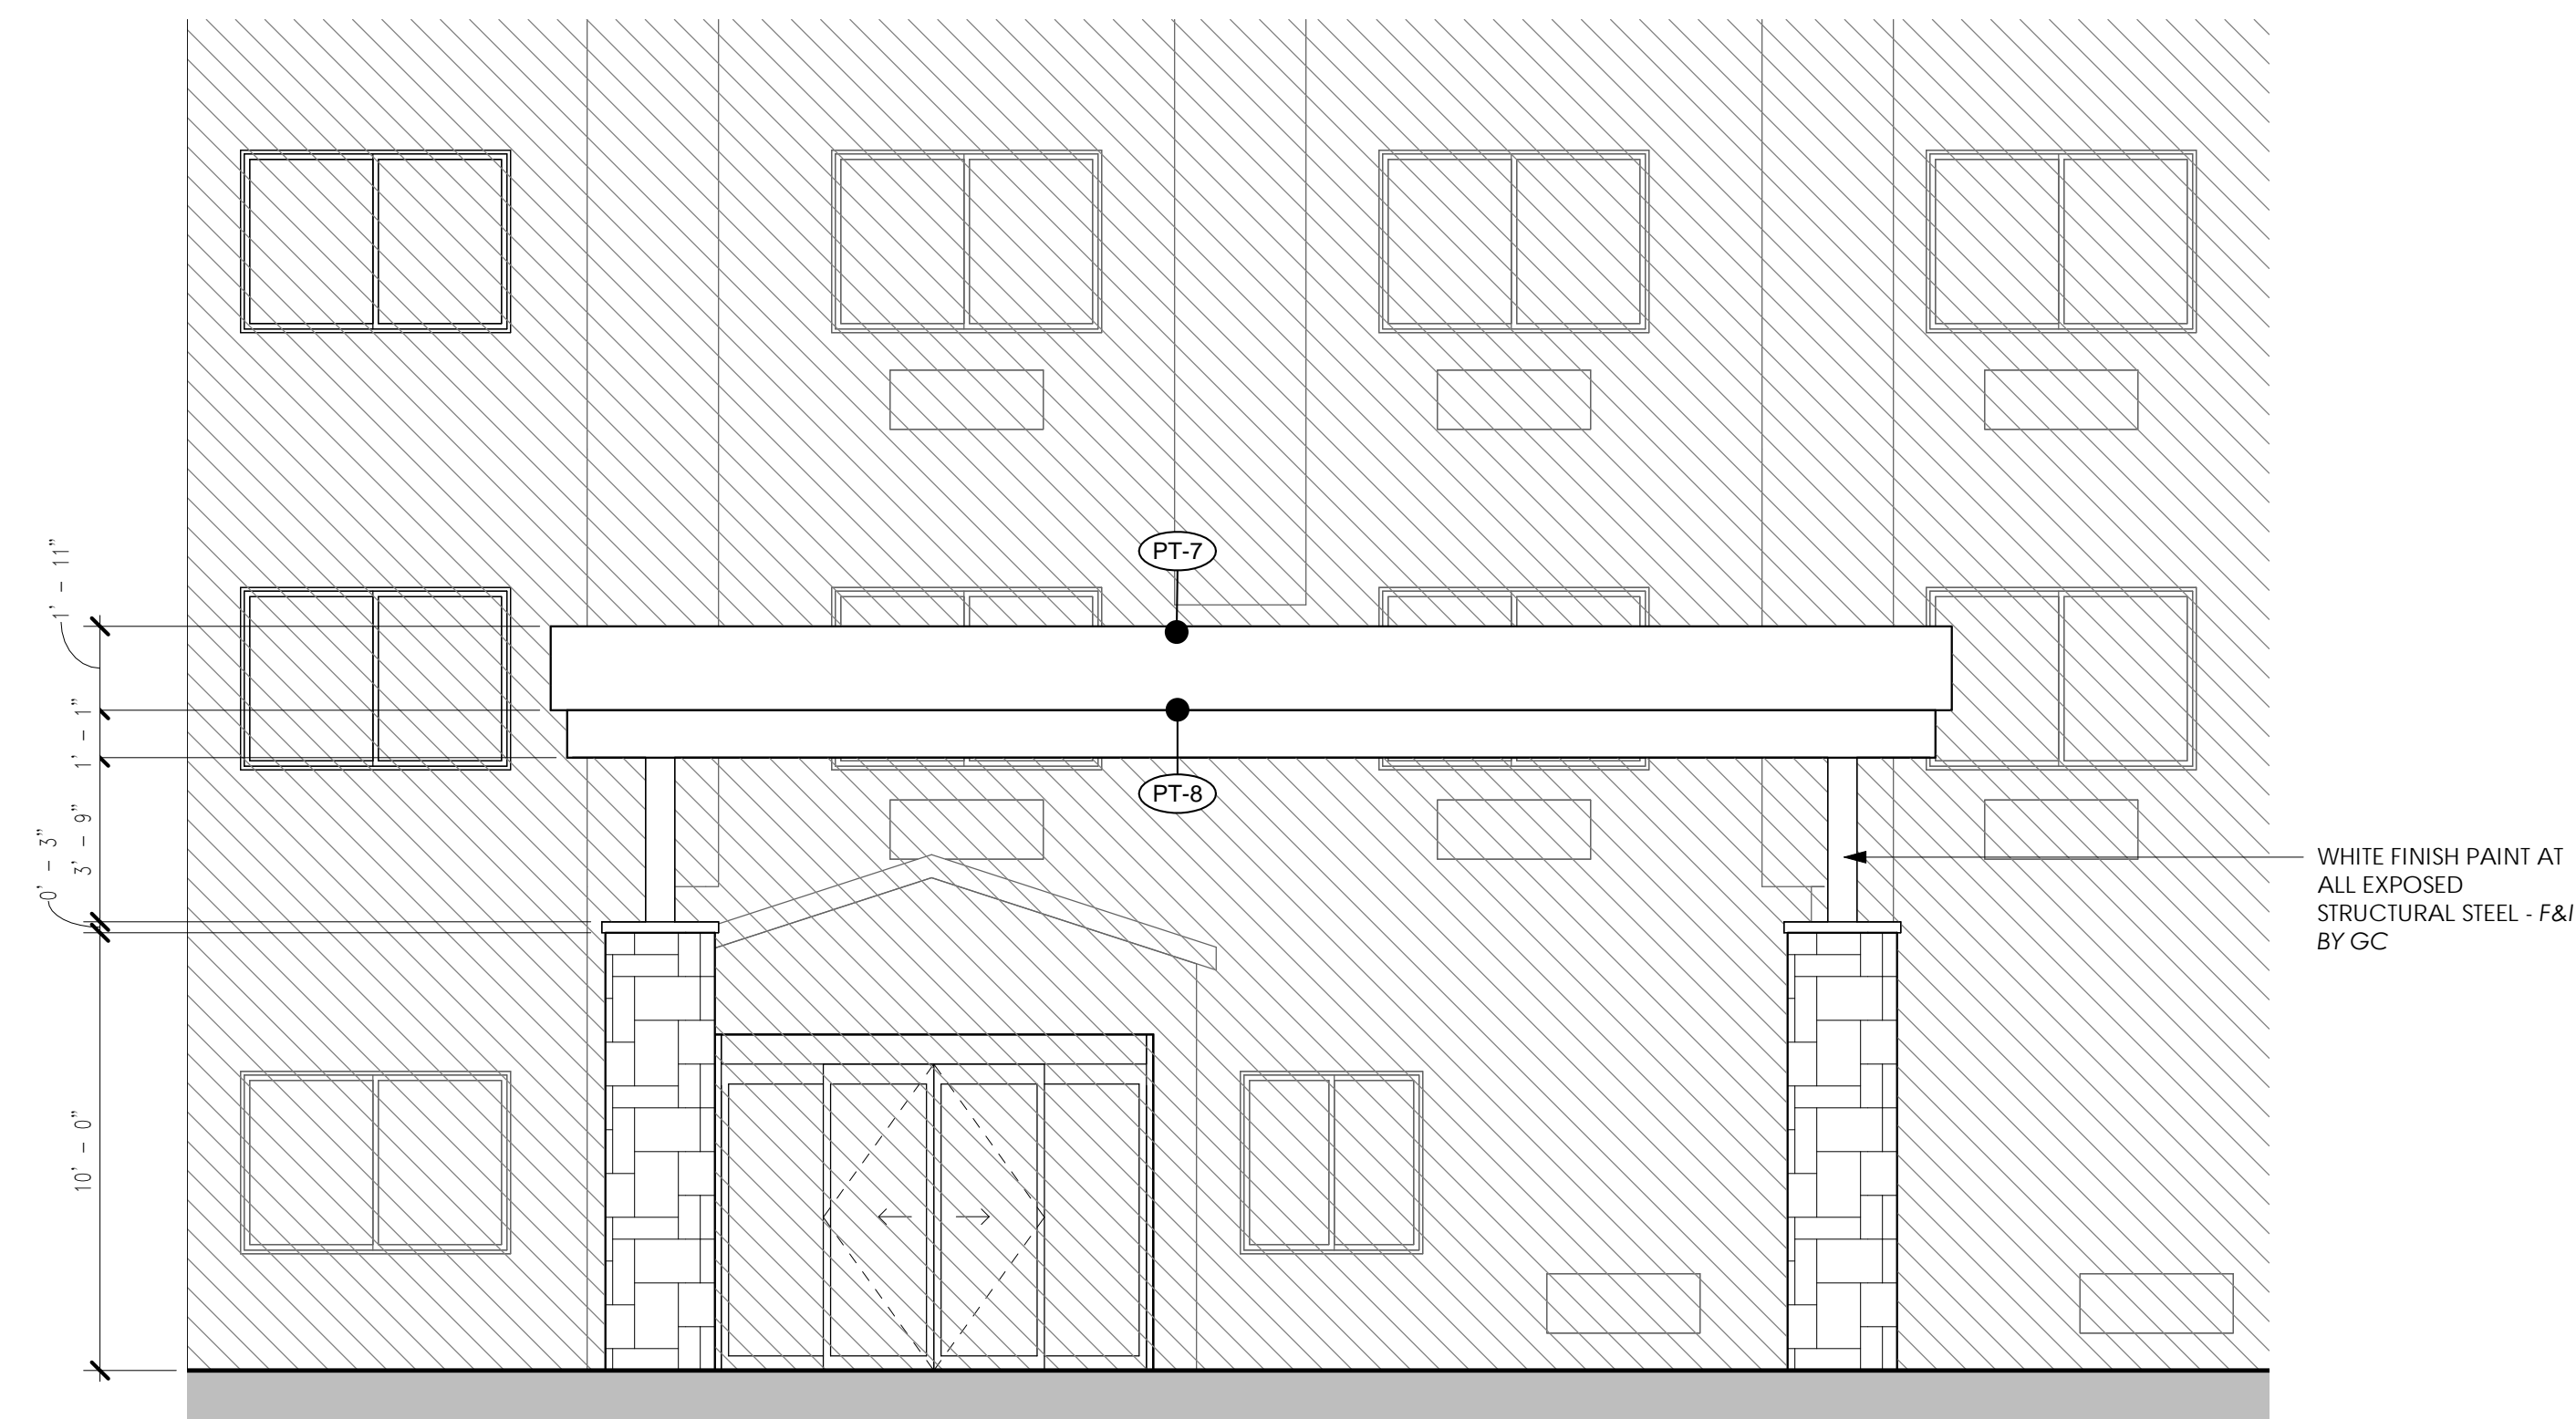 PT-7
1' - 11"
1' - 1"
PT-8
3' - 9"
0' - 3"
WHITE FINISH PAINT AT
ALL EXPOSED
STRUCTURAL STEEL - F&I
BY GC
10' - 0"